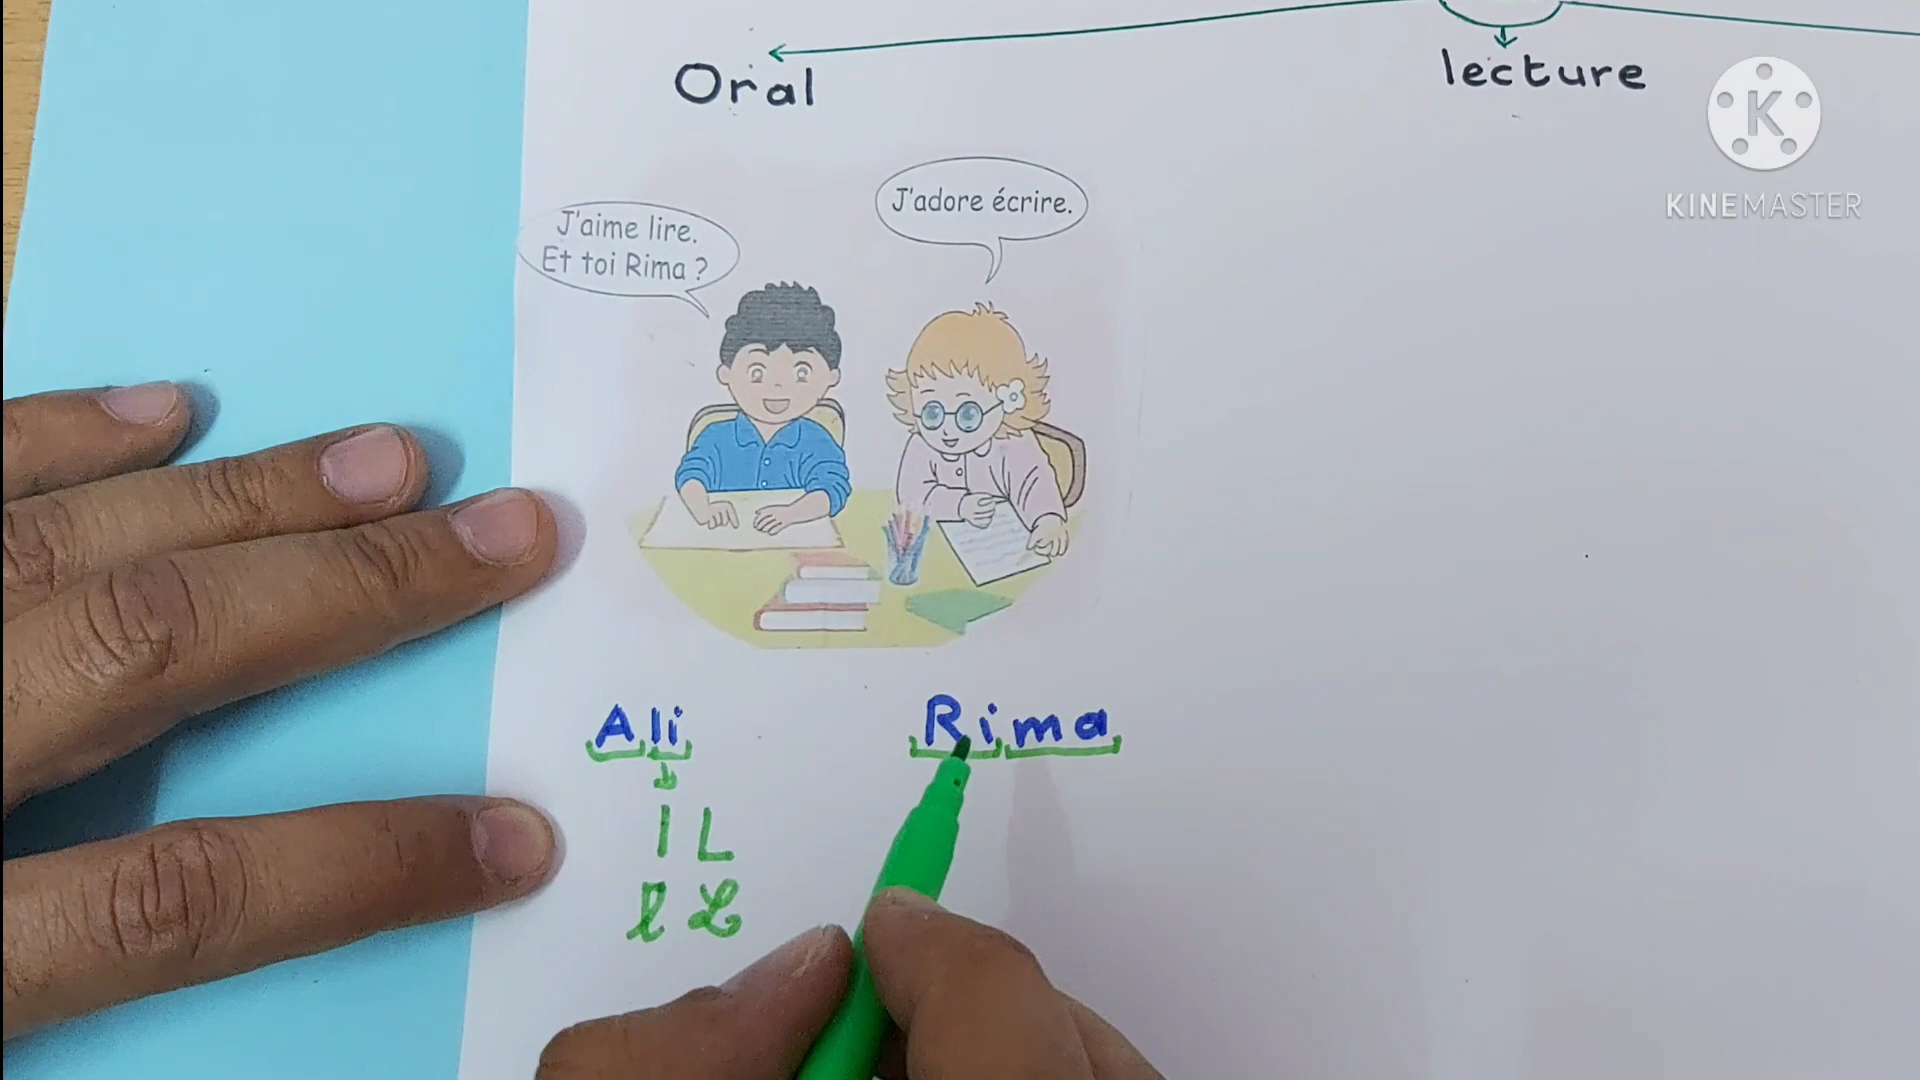 Oral
lecture
K
KINEMASTER
J'aime lire.
Et toi Rima ?
J'adore écrire.
Ali
Rima
l L
l L